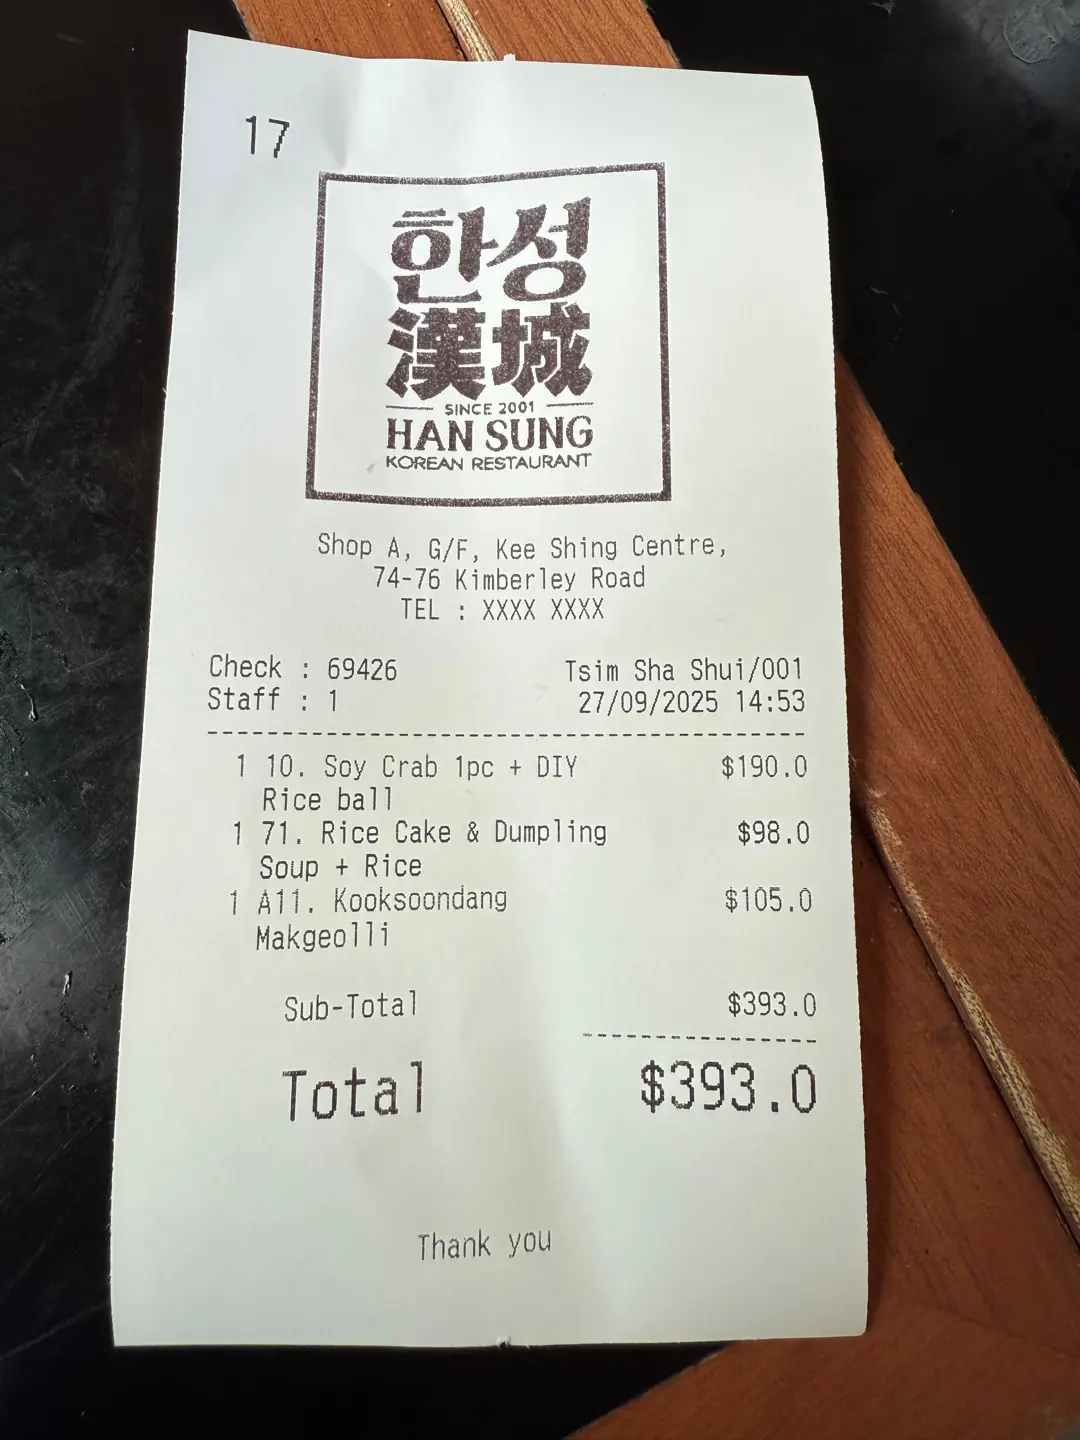 17
한성
漢城
SINCE 2001
HAN SUNG
KOREAN RESTAURANT
Shop A, G/F, Kee Shing Centre,
74-76 Kimberley Road
TEL : XXXX XXXX
Check : 69426 Tsim Sha Shui/001
Staff : 1 27/09/2025 14:53
1 10. Soy Crab 1pc + DIY $190.0
Rice ball
1 71. Rice Cake & Dumpling $98.0
Soup + Rice
1 A11. Kooksoondang $105.0
Makgeolli
Sub-Total $393.0
Total $393.0
Thank you